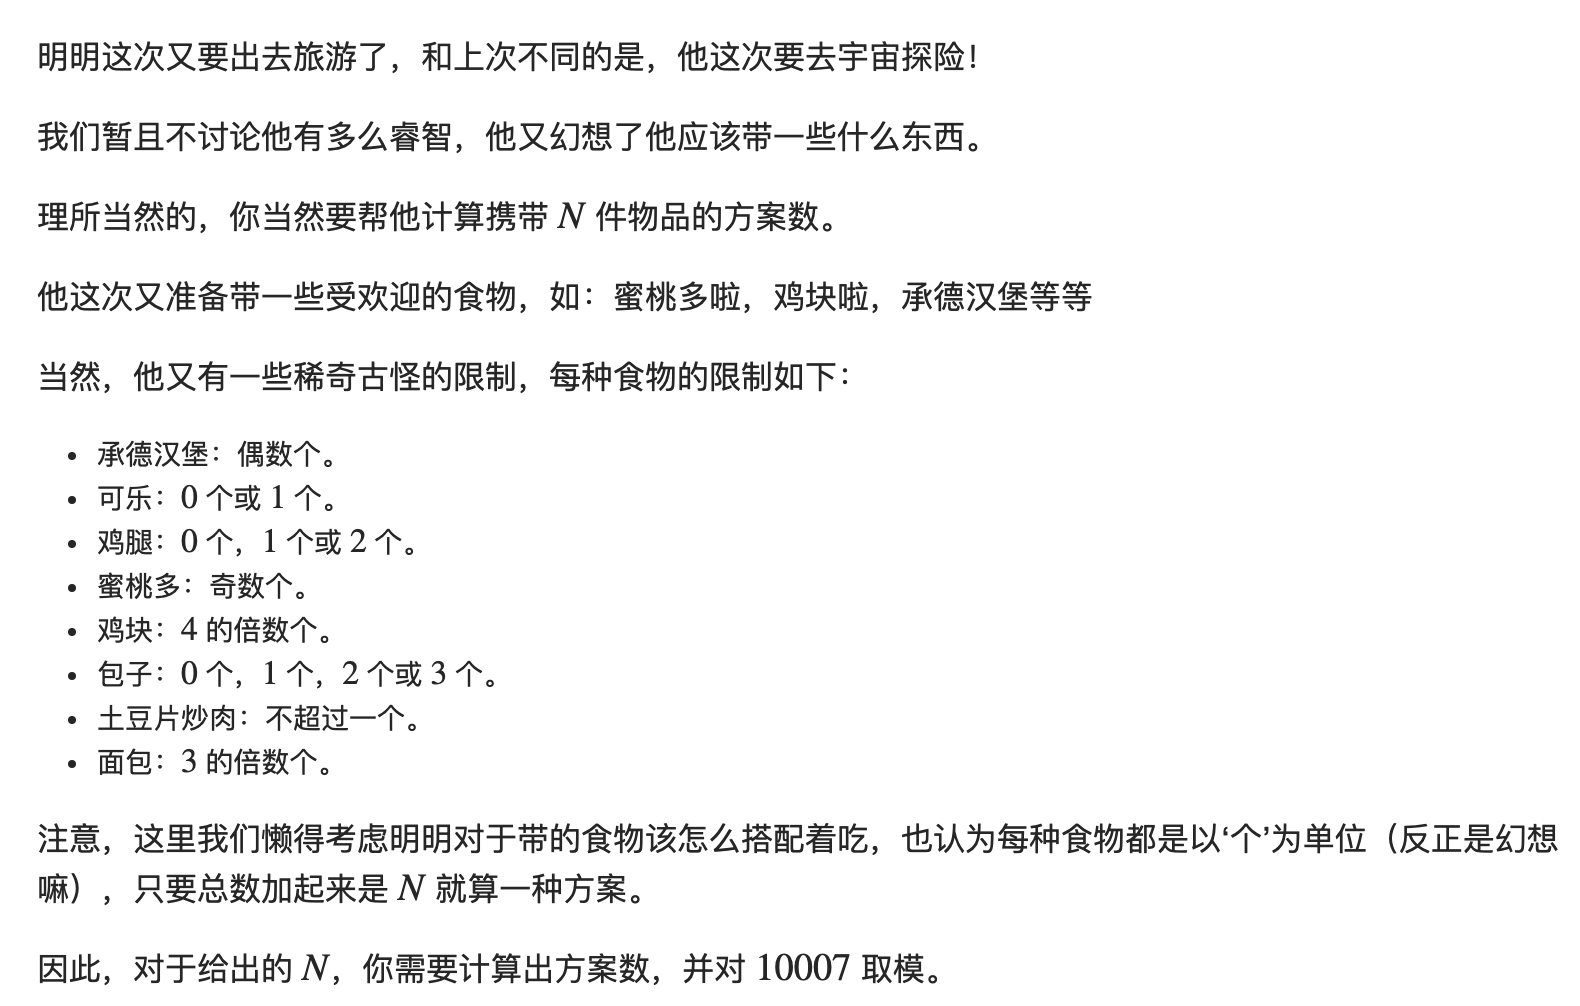 明明这次又要出去旅游了，和上次不同的是，他这次要去宇宙探险！
我们暂且不讨论他有多么睿智，他又幻想了他应该带一些什么东西。
理所当然的，你当然要帮他计算携带 N 件物品的方案数。
他这次又准备带一些受欢迎的食物，如：蜜桃多啦，鸡块啦，承德汉堡等等
当然，他又有一些稀奇古怪的限制，每种食物的限制如下：
• 承德汉堡：偶数个。
• 可乐：0 个或 1 个。
• 鸡腿：0 个，1 个或 2 个。
• 蜜桃多：奇数个。
• 鸡块：4 的倍数个。
• 包子：0 个，1 个，2 个或 3 个。
• 土豆片炒肉：不超过一个。
• 面包：3 的倍数个。
注意，这里我们懒得考虑明明对于带的食物该怎么搭配着吃，也认为每种食物都是以‘个’为单位（反正是幻想
嘛），只要总数加起来是 N 就算一种方案。
因此，对于给出的 N，你需要计算出方案数，并对 10007 取模。